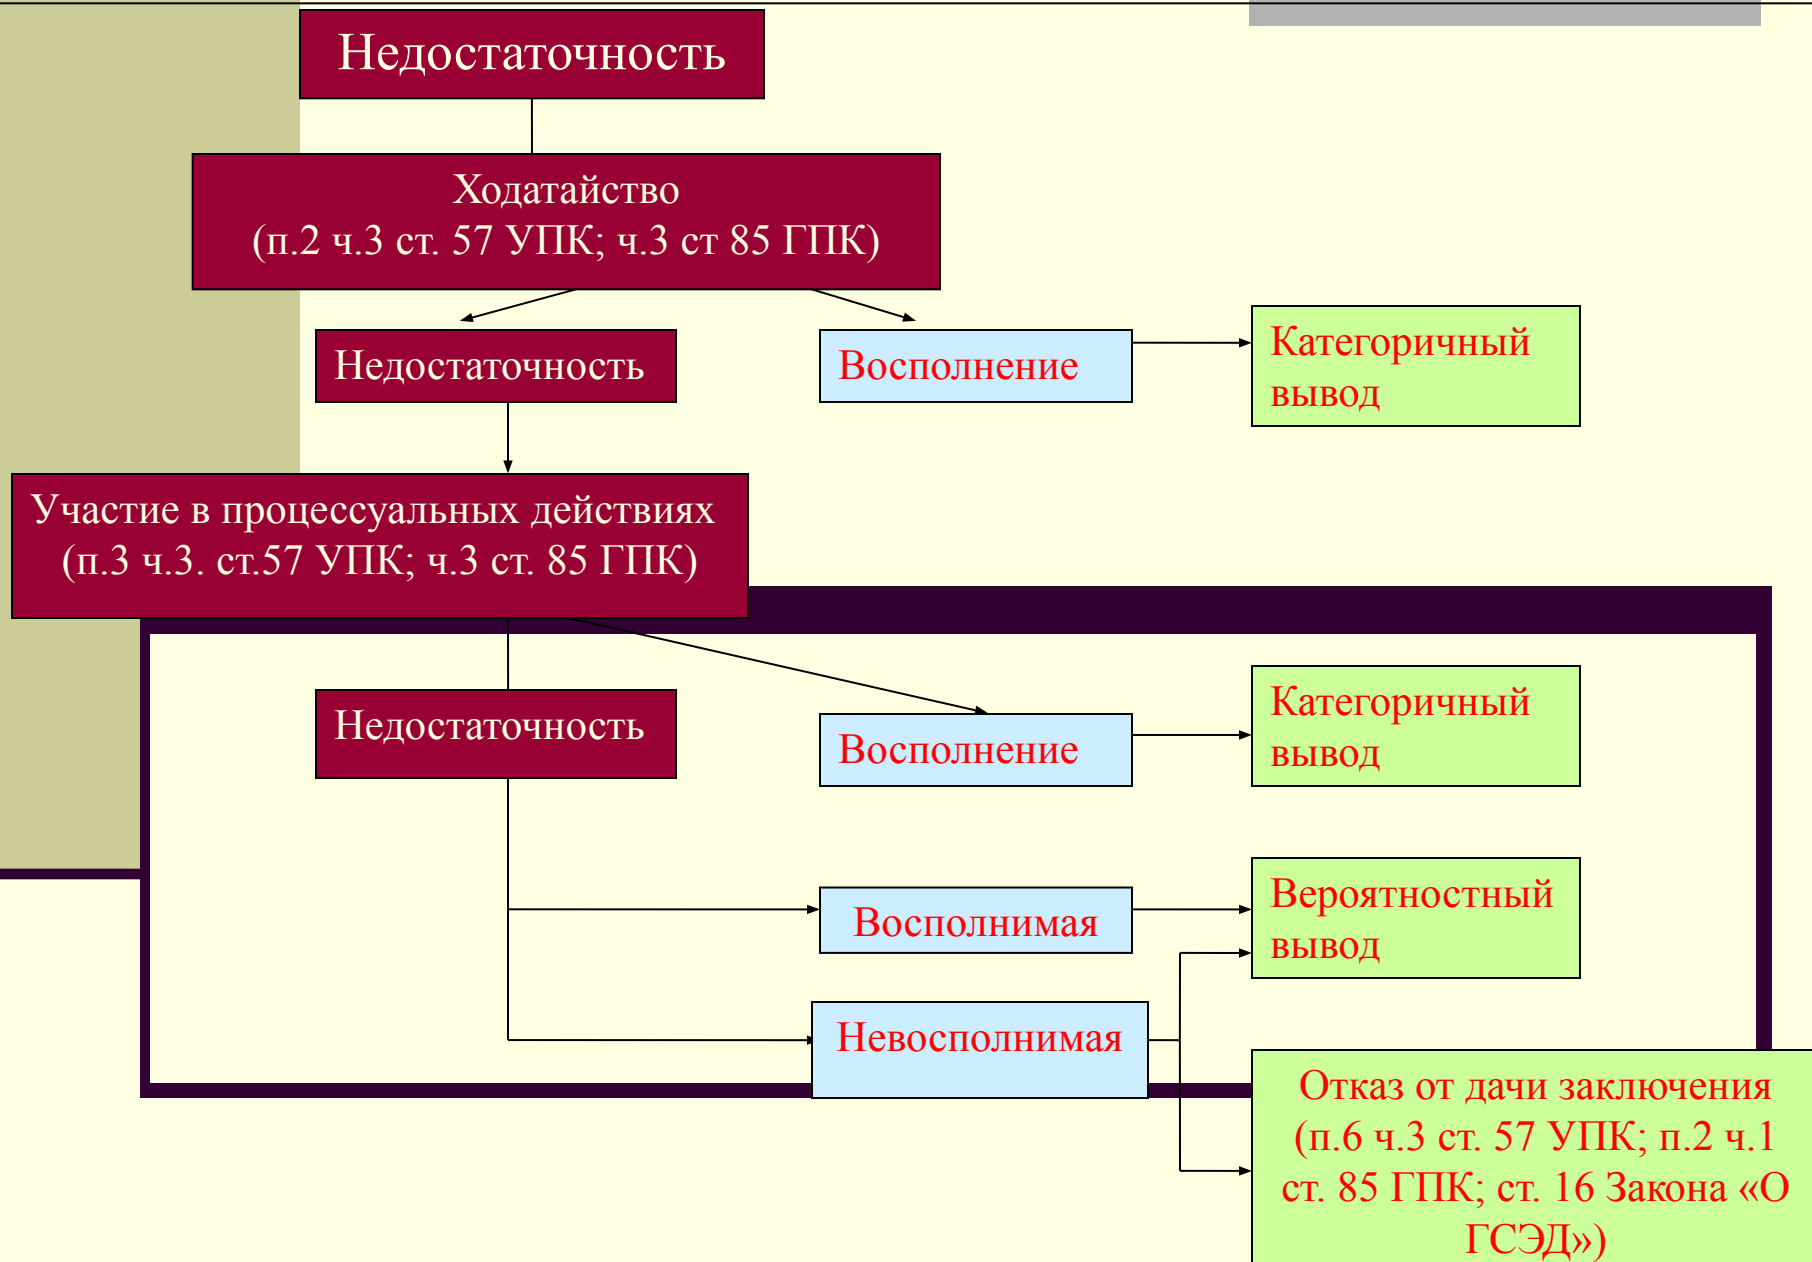 Недостаточность
Ходатайство
(п.2 ч.3 ст. 57 УПК; ч.3 ст 85 ГПК)
Недостаточность
Восполнение
Категоричный
вывод
Участие в процессуальных действиях
(п.3 ч.3. ст.57 УПК; ч.3 ст. 85 ГПК)
Недостаточность
Восполнение
Категоричный
вывод
Восполнимая
Вероятностный
вывод
Невосполнимая
Отказ от дачи заключения
(п.6 ч.3 ст. 57 УПК; п.2 ч.1
ст. 85 ГПК; ст. 16 Закона «О
ГСЭД»)